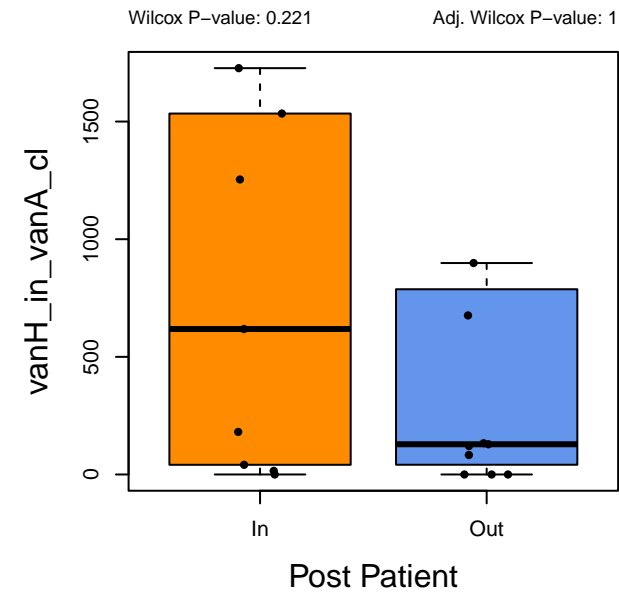 Wilcox P−value: 0.221
Adj. Wilcox P−value: 1
vanH_in_vanA_cl
1500
1000
500
0
In
Out
Post Patient